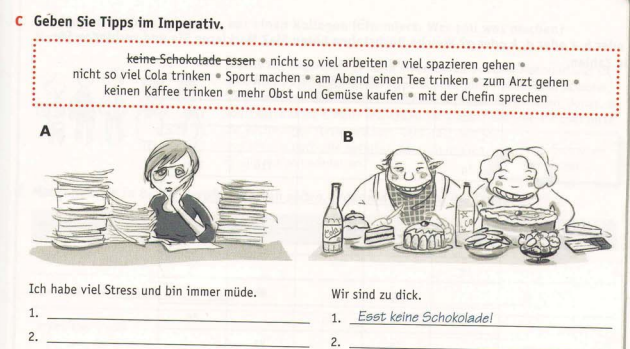 C Geben Sie Tipps im Imperativ.
keine Schokolade essen • nicht so viel arbeiten • viel spazieren gehen •
nicht so viel Cola trinken • Sport machen • am Abend einen Tee trinken • zum Arzt gehen •
keinen Kaffee trinken • mehr Obst und Gemüse kaufen • mit der Chefin sprechen
A
B
Ich habe viel Stress und bin immer müde.
1.
2.
Wir sind zu dick.
1. Esst keine Schokolade!
2.